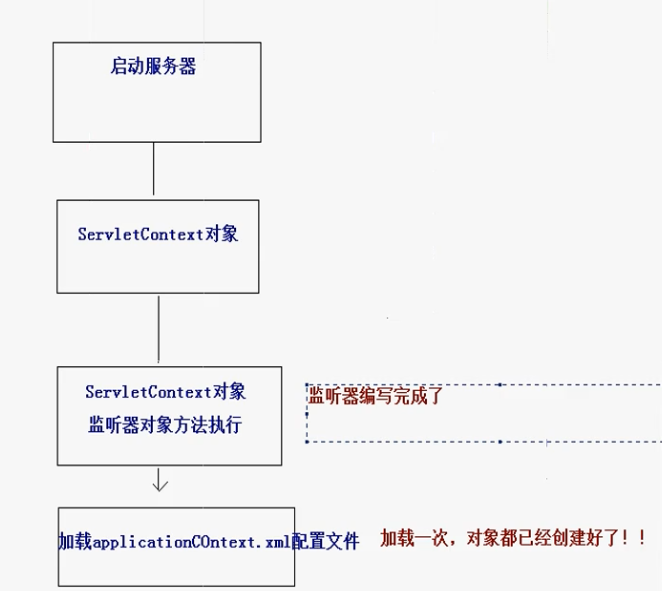 启动服务器
ServletContext对象
ServletContext对象
监听器对象方法执行
监听器编写完成了
加载applicationCOntext.xml配置文件
加载一次，对象都已经创建好了！！